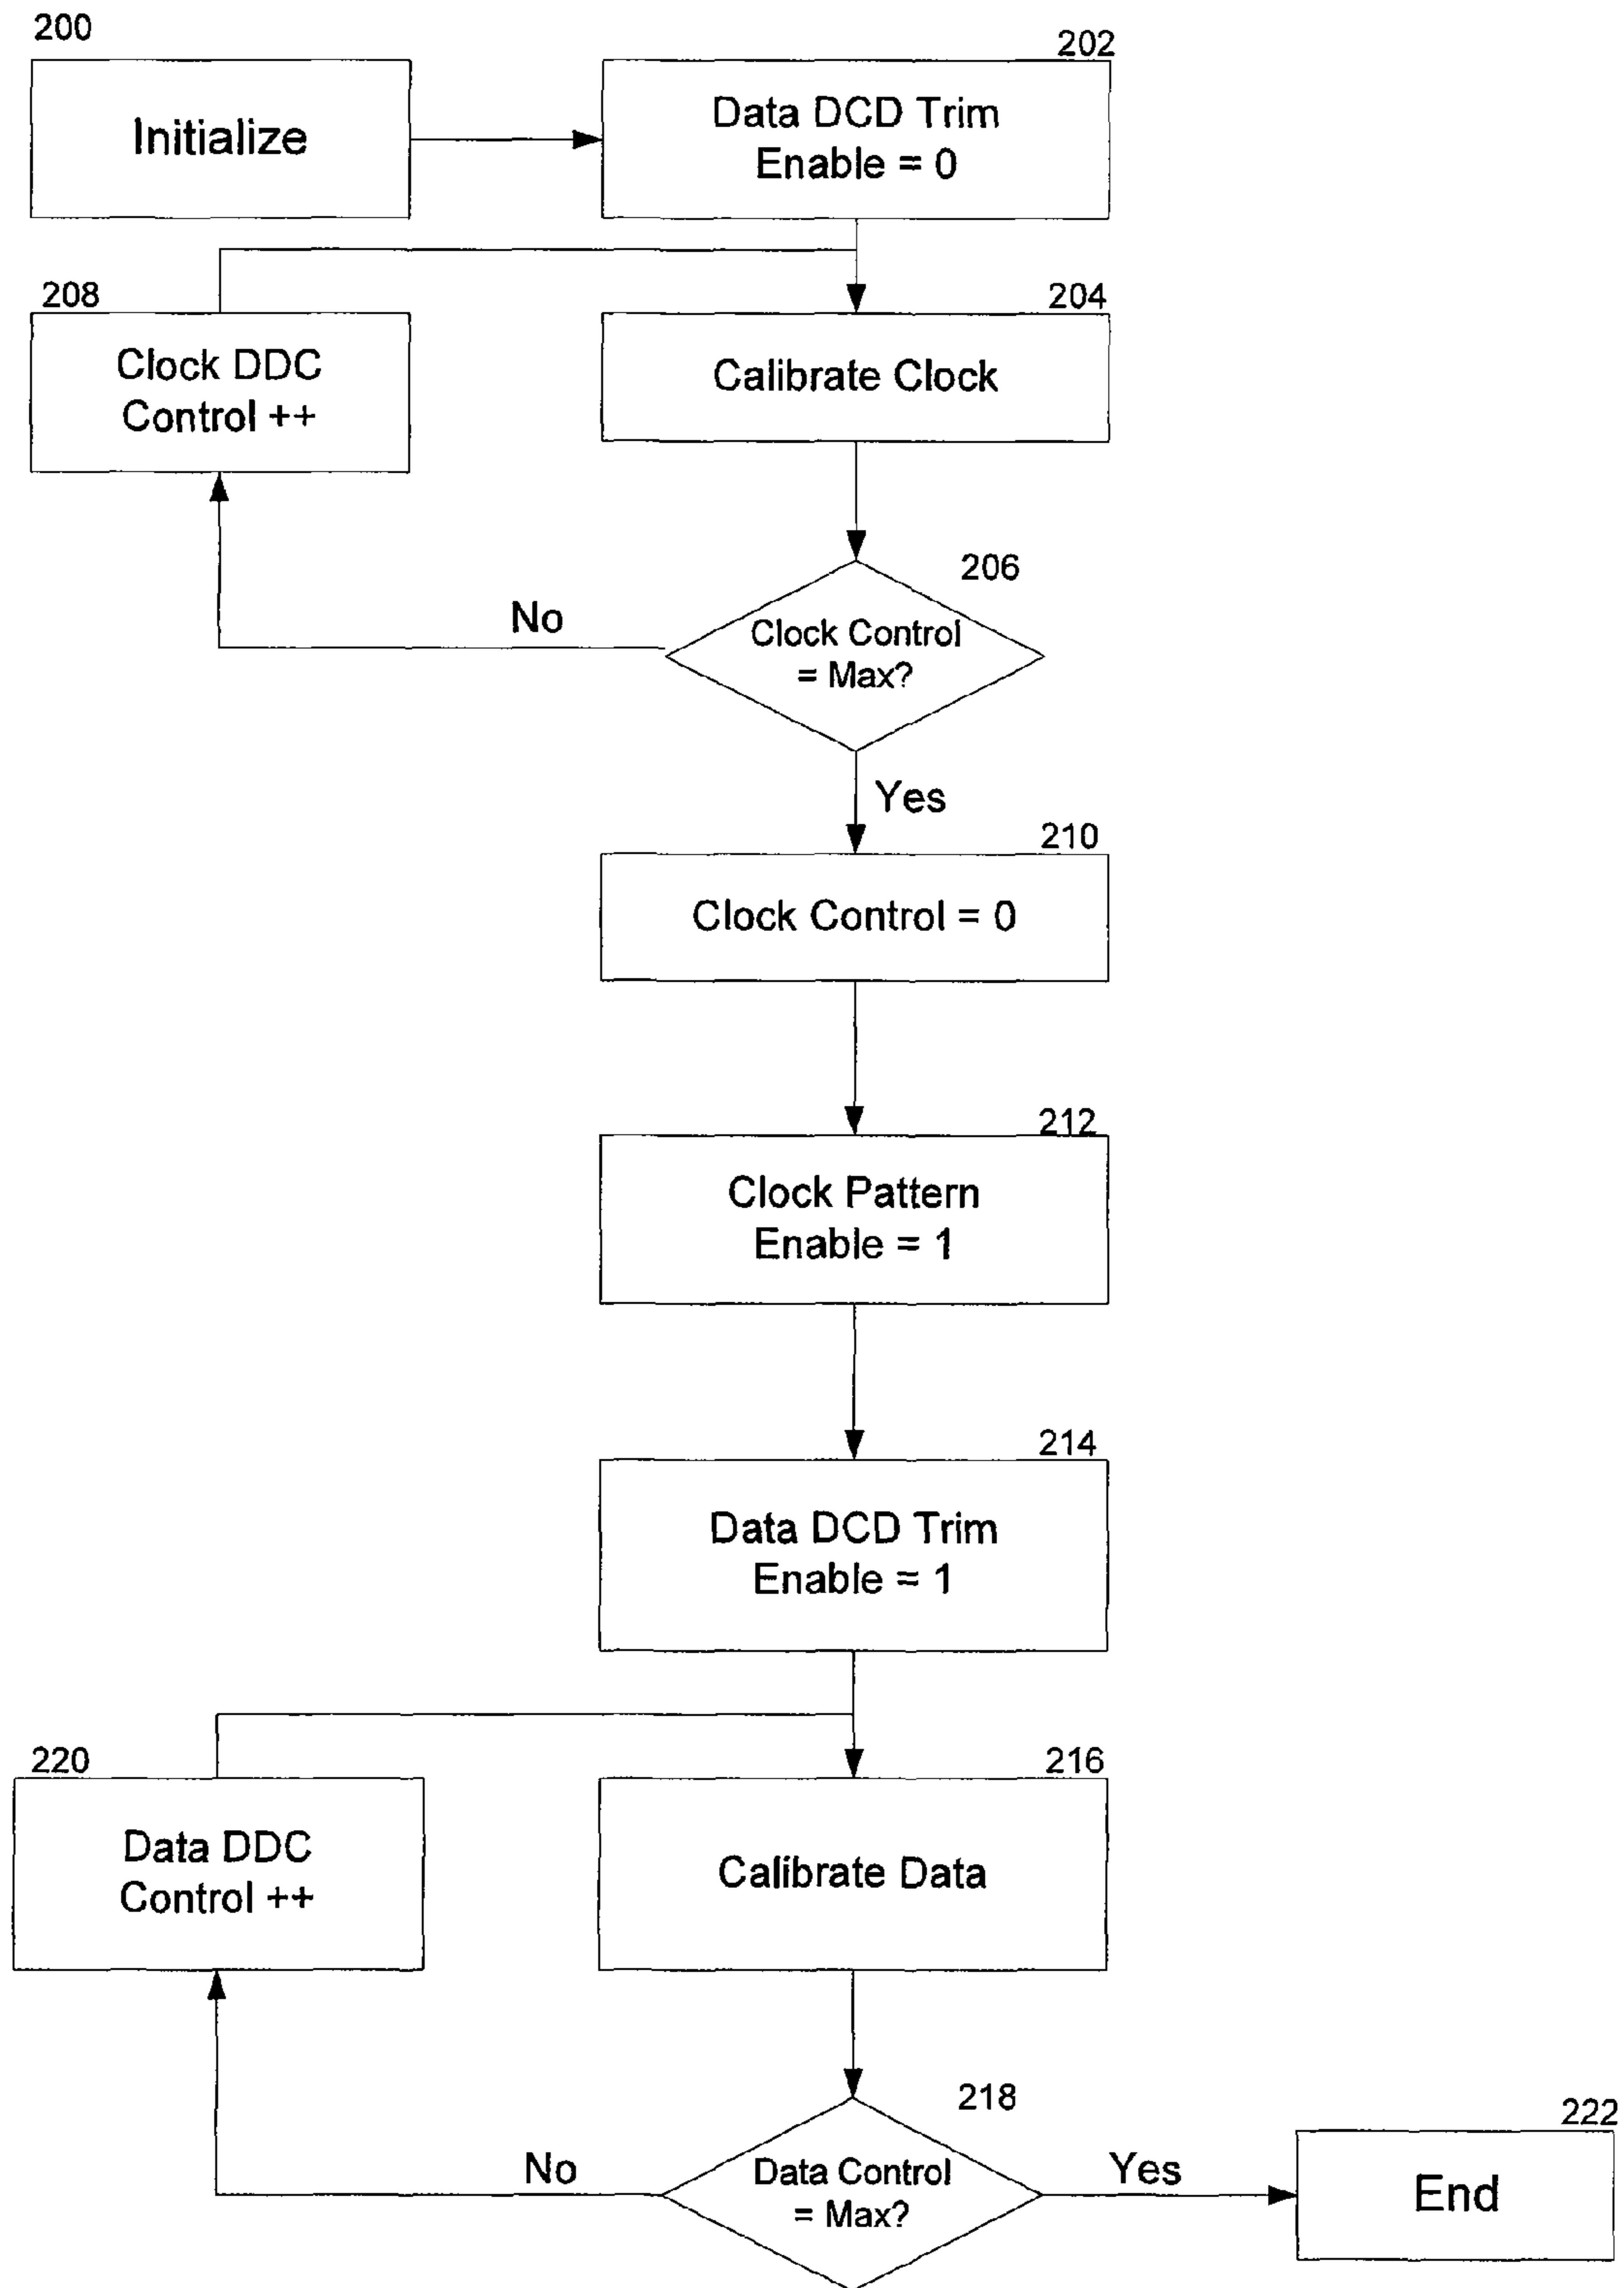 200
Initialize
202
Data DCD Trim
Enable = 0
208
Clock DDC
Control ++
204
Calibrate Clock
206
Clock Control
= Max?
No
Yes
210
Clock Control = 0
212
Clock Pattern
Enable = 1
214
Data DCD Trim
Enable = 1
220
Data DDC
Control ++
216
Calibrate Data
218
Data Control
= Max?
No
Yes
222
End